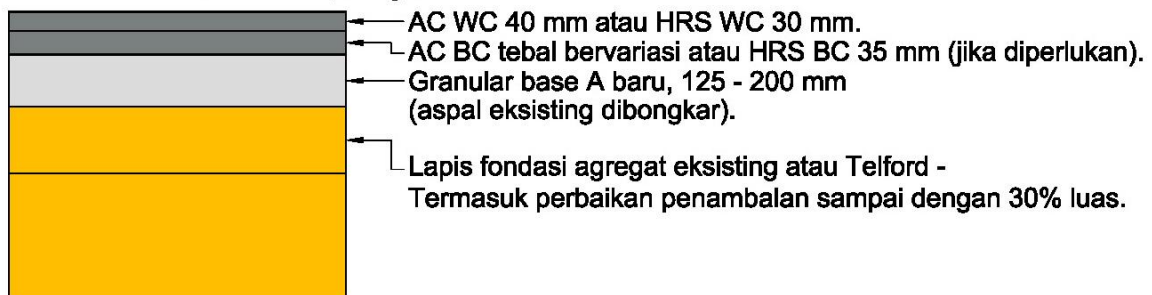 AC WC 40 mm atau HRS WC 30 mm.
AC BC tebal bervariasi atau HRS BC 35 mm (jika diperlukan).
Granular base A baru, 125 - 200 mm
(aspal eksisting dibongkar).
Lapis fondasi agregat eksisting atau Telford -
Termasuk perbaikan penambalan sampai dengan 30% luas.